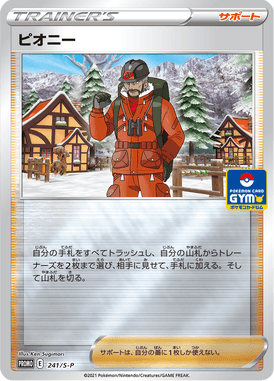 TRAINER'S
サポート
ピオニー
POKÉMON CARD
GYM
ポケモンカードジム
自分の手札をすべてトラッシュし、自分の山札からトレー
ナーズを2枚まで選び、相手に見せて、手札に加える。そし
て山札を切る。
Illus. Ken Sugimori
PROMO E 241/S-P
サポートは、自分の番に1枚しか使えない。
©2021 Pokémon/Nintendo/Creatures/GAME FREAK.